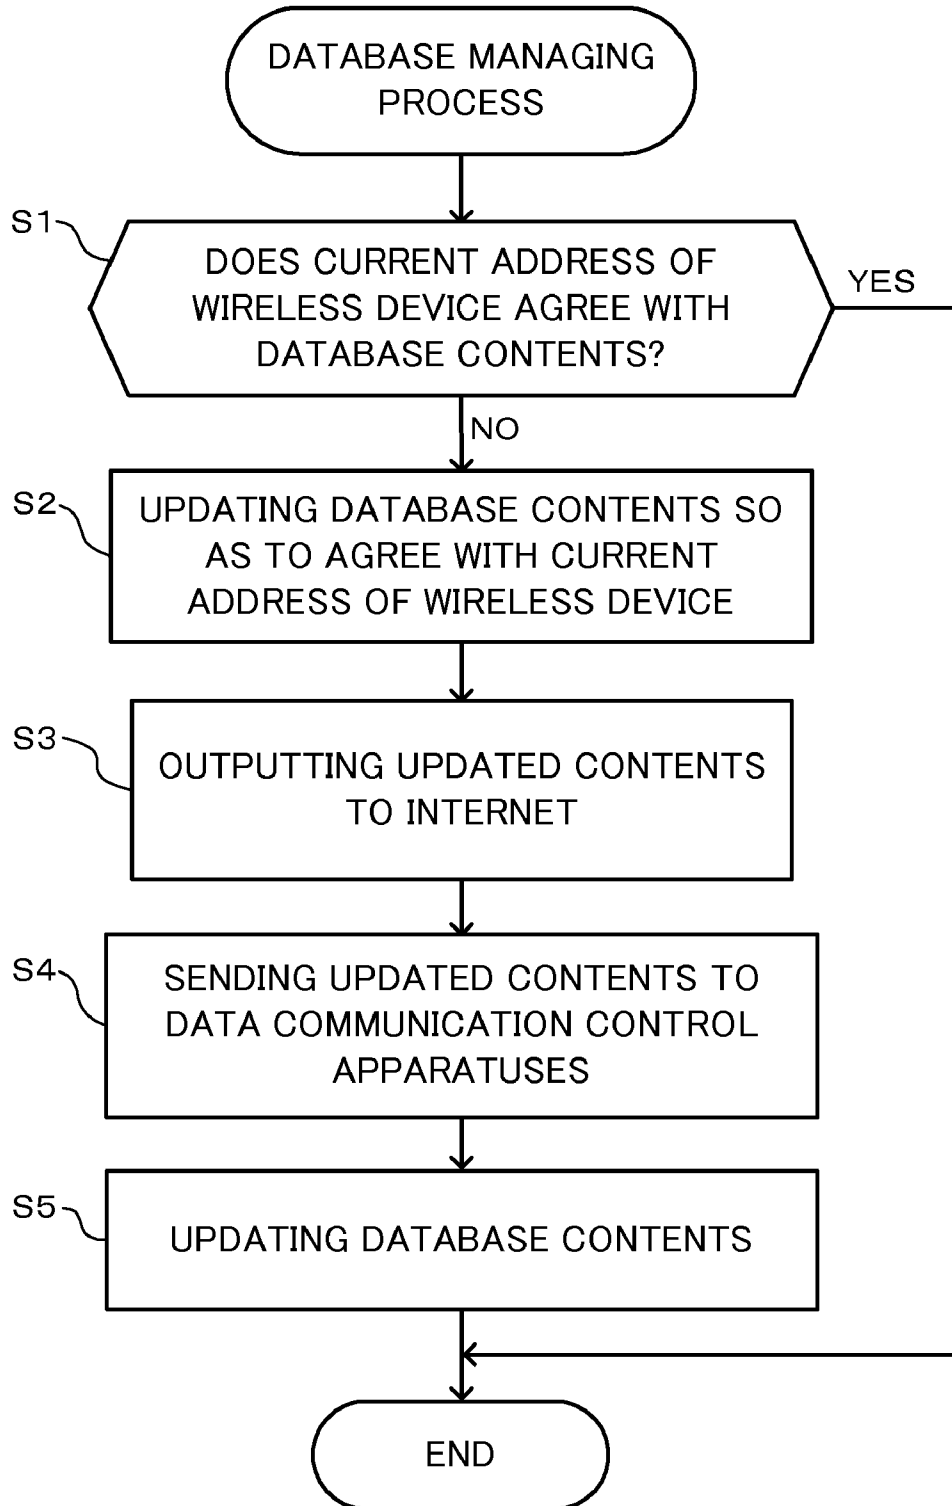 DATABASE MANAGING
PROCESS
S1
DOES CURRENT ADDRESS OF
WIRELESS DEVICE AGREE WITH
DATABASE CONTENTS?
YES
NO
S2
UPDATING DATABASE CONTENTS SO
AS TO AGREE WITH CURRENT
ADDRESS OF WIRELESS DEVICE
S3
OUTPUTTING UPDATED CONTENTS
TO INTERNET
S4
SENDING UPDATED CONTENTS TO
DATA COMMUNICATION CONTROL
APPARATUSES
S5
UPDATING DATABASE CONTENTS
END